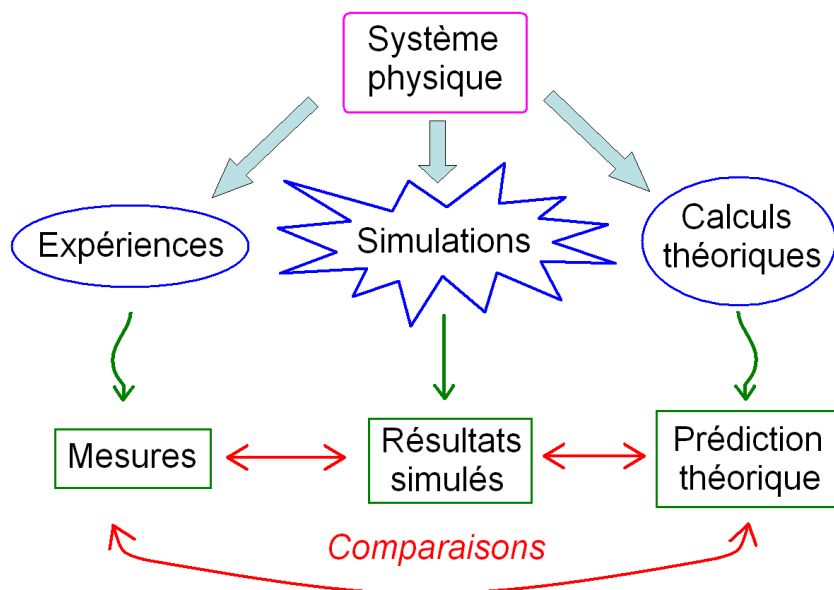 Système
physique
Expériences
Simulations
Calculs
théoriques
Mesures
Résultats
simulés
Prédiction
théorique
Comparaisons